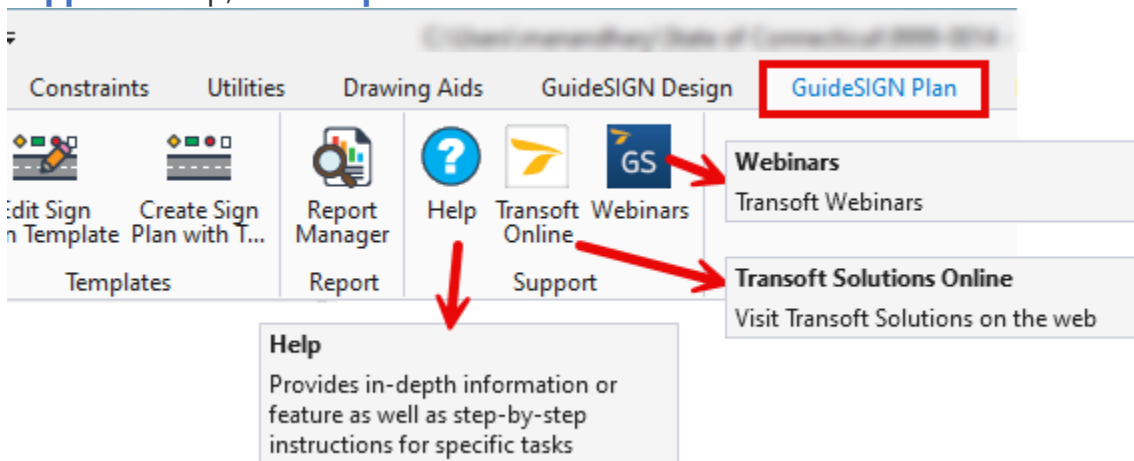 Constraints Utilities Drawing Aids GuideSIGN Design GuideSIGN Plan
GS
Edit Sign Create Sign Report Help Transoft Webinars
n Template Plan with T... Manager Online
Templates Report Support
Webinars
Transoft Webinars
Transoft Solutions Online
Visit Transoft Solutions on the web
Help
Provides in-depth information or
feature as well as step-by-step
instructions for specific tasks